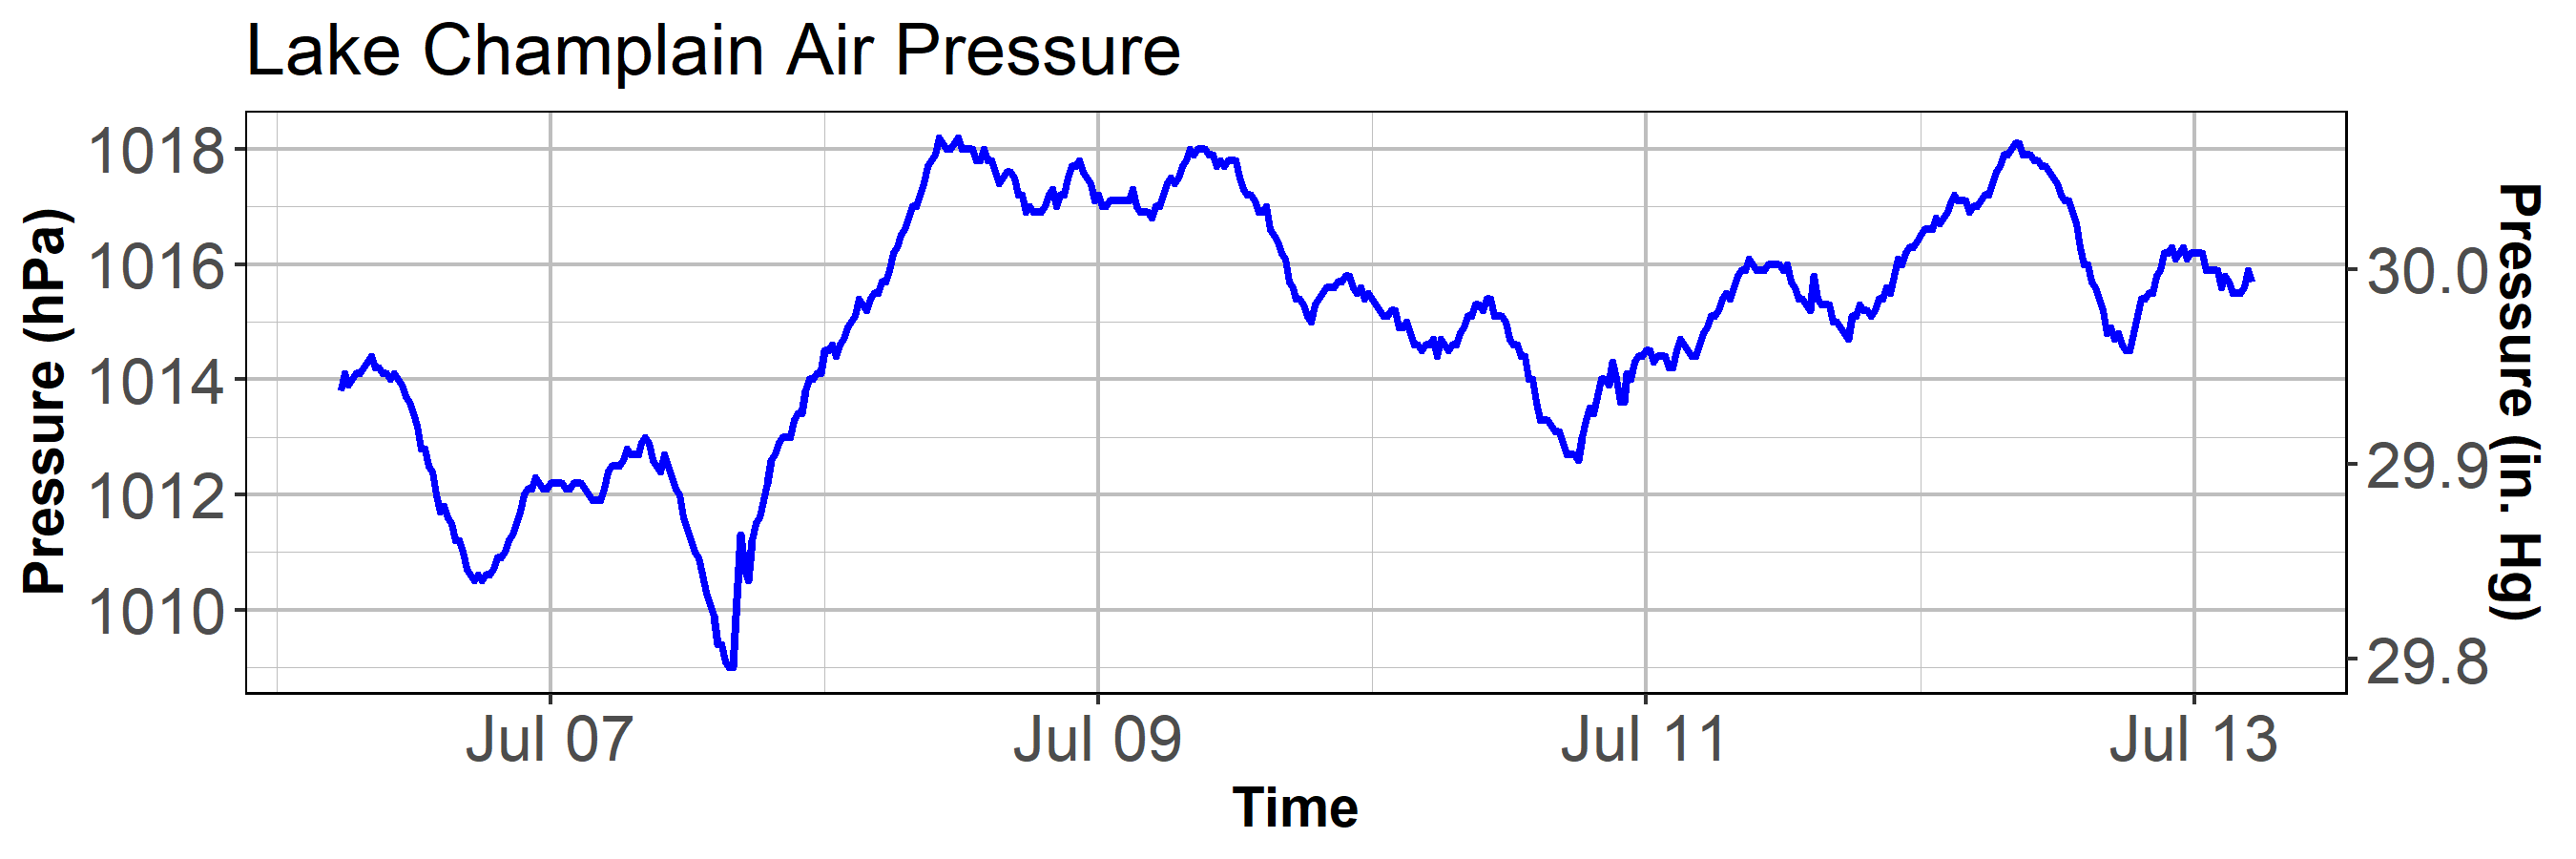 Lake Champlain Air Pressure
Pressure (hPa)
1018
1016
1014
1012
1010
Pressure (in. Hg)
30.0
29.9
29.8
Jul 07
Jul 09
Jul 11
Jul 13
Time